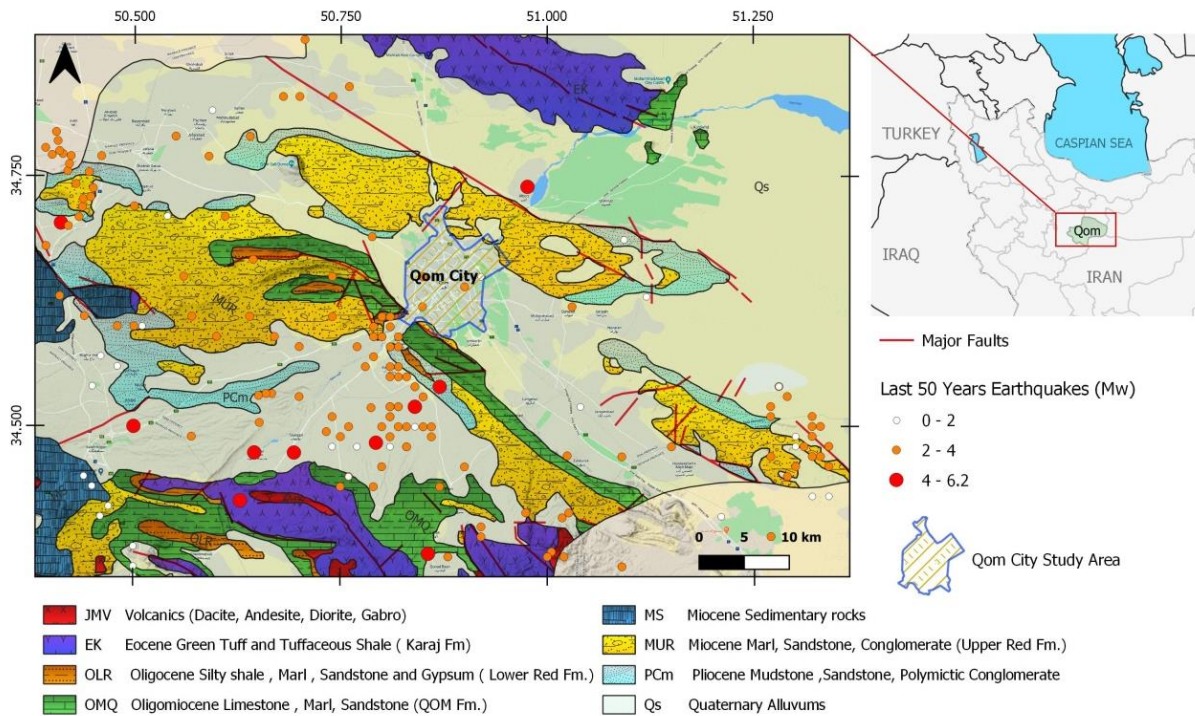 50.500 50.750 51.000 51.250
34.750
34.500
EK
Qs
Qom City
MUR
PCm
OMQ
OLR
0 5 10 km
TURKEY
CASPIAN SEA
IRAQ
Qom
IRAN
Major Faults
Last 50 Years Earthquakes (Mw)
0 - 2
2 - 4
4 - 6.2
Qom City Study Area
JMV Volcanics (Dacite, Andesite, Diorite, Gabro)
EK Eocene Green Tuff and Tuffaceous Shale ( Karaj Fm)
OLR Oligocene Silty shale , Marl , Sandstone and Gypsum ( Lower Red Fm.)
OMQ Oligomiocene Limestone , Marl, Sandstone (QOM Fm.)
MS Miocene Sedimentary rocks
MUR Miocene Marl, Sandstone, Conglomerate (Upper Red Fm.)
PCm Pliocene Mudstone ,Sandstone, Polymictic Conglomerate
Qs Quaternary Alluvums